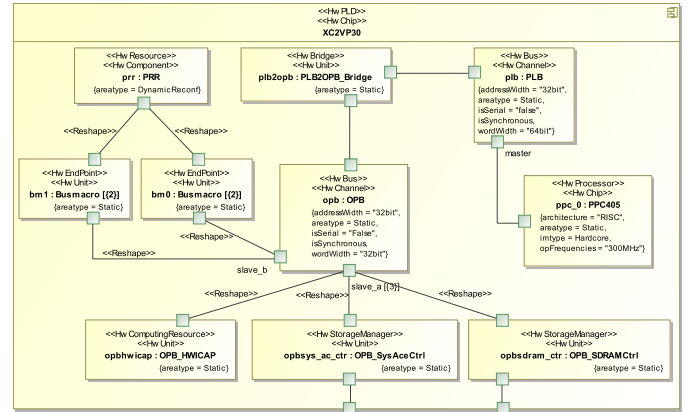 <<Hw PLD>>
<<Hw Chip>>
XC2VP30
<<Hw Resource>>
<<Hw Component>>
prr : PRR
{areatype = DynamicReconf}
<<Hw Bridge>>
<<Hw Unit>>
plb2opb : PLB2OPB_Bridge
{areatype = Static}
<<Hw Bus>>
<<Hw Channel>>
plb : PLB
{addressWidth = "32bit",
areatype = Static,
isSerial = "false",
isSynchronous,
wordWidth = "64bit"}
master
<<Reshape>>
<<Reshape>>
<<Hw EndPoint>>
<<Hw Unit>>
bm1 : Busmacro [{2}]
{areatype = Static}
<<Hw EndPoint>>
<<Hw Unit>>
bm0 : Busmacro [{2}]
{areatype = Static}
<<Hw Bus>>
<<Hw Channel>>
opb : OPB
{addressWidth = "32bit",
areatype = Static,
isSerial = "False",
isSynchronous,
wordWidth = "32bit"}
<<Hw Processor>>
<<Hw Chip>>
ppc_0 : PPC405
{architecture = "RISC",
areatype = Static,
imtype = Hardcore,
opFrequencies = "300MHz"}
<<Reshape>>
<<Reshape>>
slave_b
slave_a [{3}]
<<Reshape>>
<<Reshape>>
<<Reshape>>
<<Hw ComputingResource>>
<<Hw Unit>>
opbhwicap : OPB_HWICAP
{areatype = Static}
<<Hw StorageManager>>
<<Hw Unit>>
opbsys_ac_ctr : OPB_SysAceCtrl
{areatype = Static}
<<Hw StorageManager>>
<<Hw Unit>>
opbsdram_ctr : OPB_SDRAMCtrl
{areatype = Static}